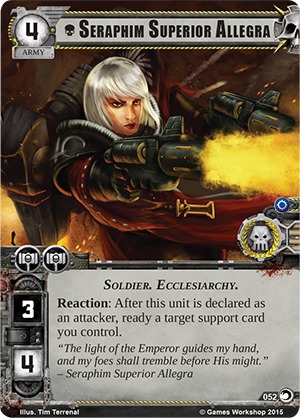 4
SERAPHIM SUPERIOR ALLEGRA
ARMY
SOLDIER. ECCLESIARCHY.
3
Reaction: After this unit is declared as
an attacker, ready a target support card
you control.
4
“The light of the Emperor guides my hand,
and my foes shall tremble before His might.”
– Seraphim Superior Allegra
052
Illus. Tim Terrenal
© Games Workshop 2015